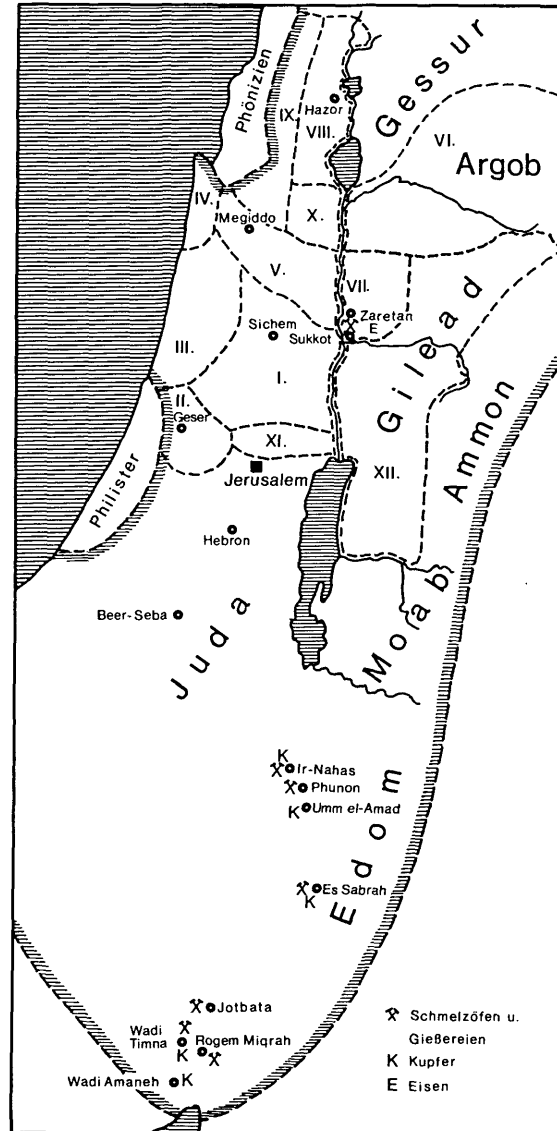 Phönizien
Gessur
IX.
Hazor
VIII.
VI.
Argob
IV.
X.
Megiddo
V.
VII.
Zaretan
E
Sichem
Sukkot
III.
I.
Gilead
II.
Geser
XI.
Jerusalem
XII.
Ammon
Philister
Hebron
Beer-Seba
Juda
Moab
K
Ir-Nahas
Phunon
K
Umm el-Amad
Edom
Es Sabrah
K
Jotbata
Wadi
Timna
K
Rogem Miqrah
Wadi Amaneh
K
Schmelzöfen u.
Gießereien
K Kupfer
E Eisen